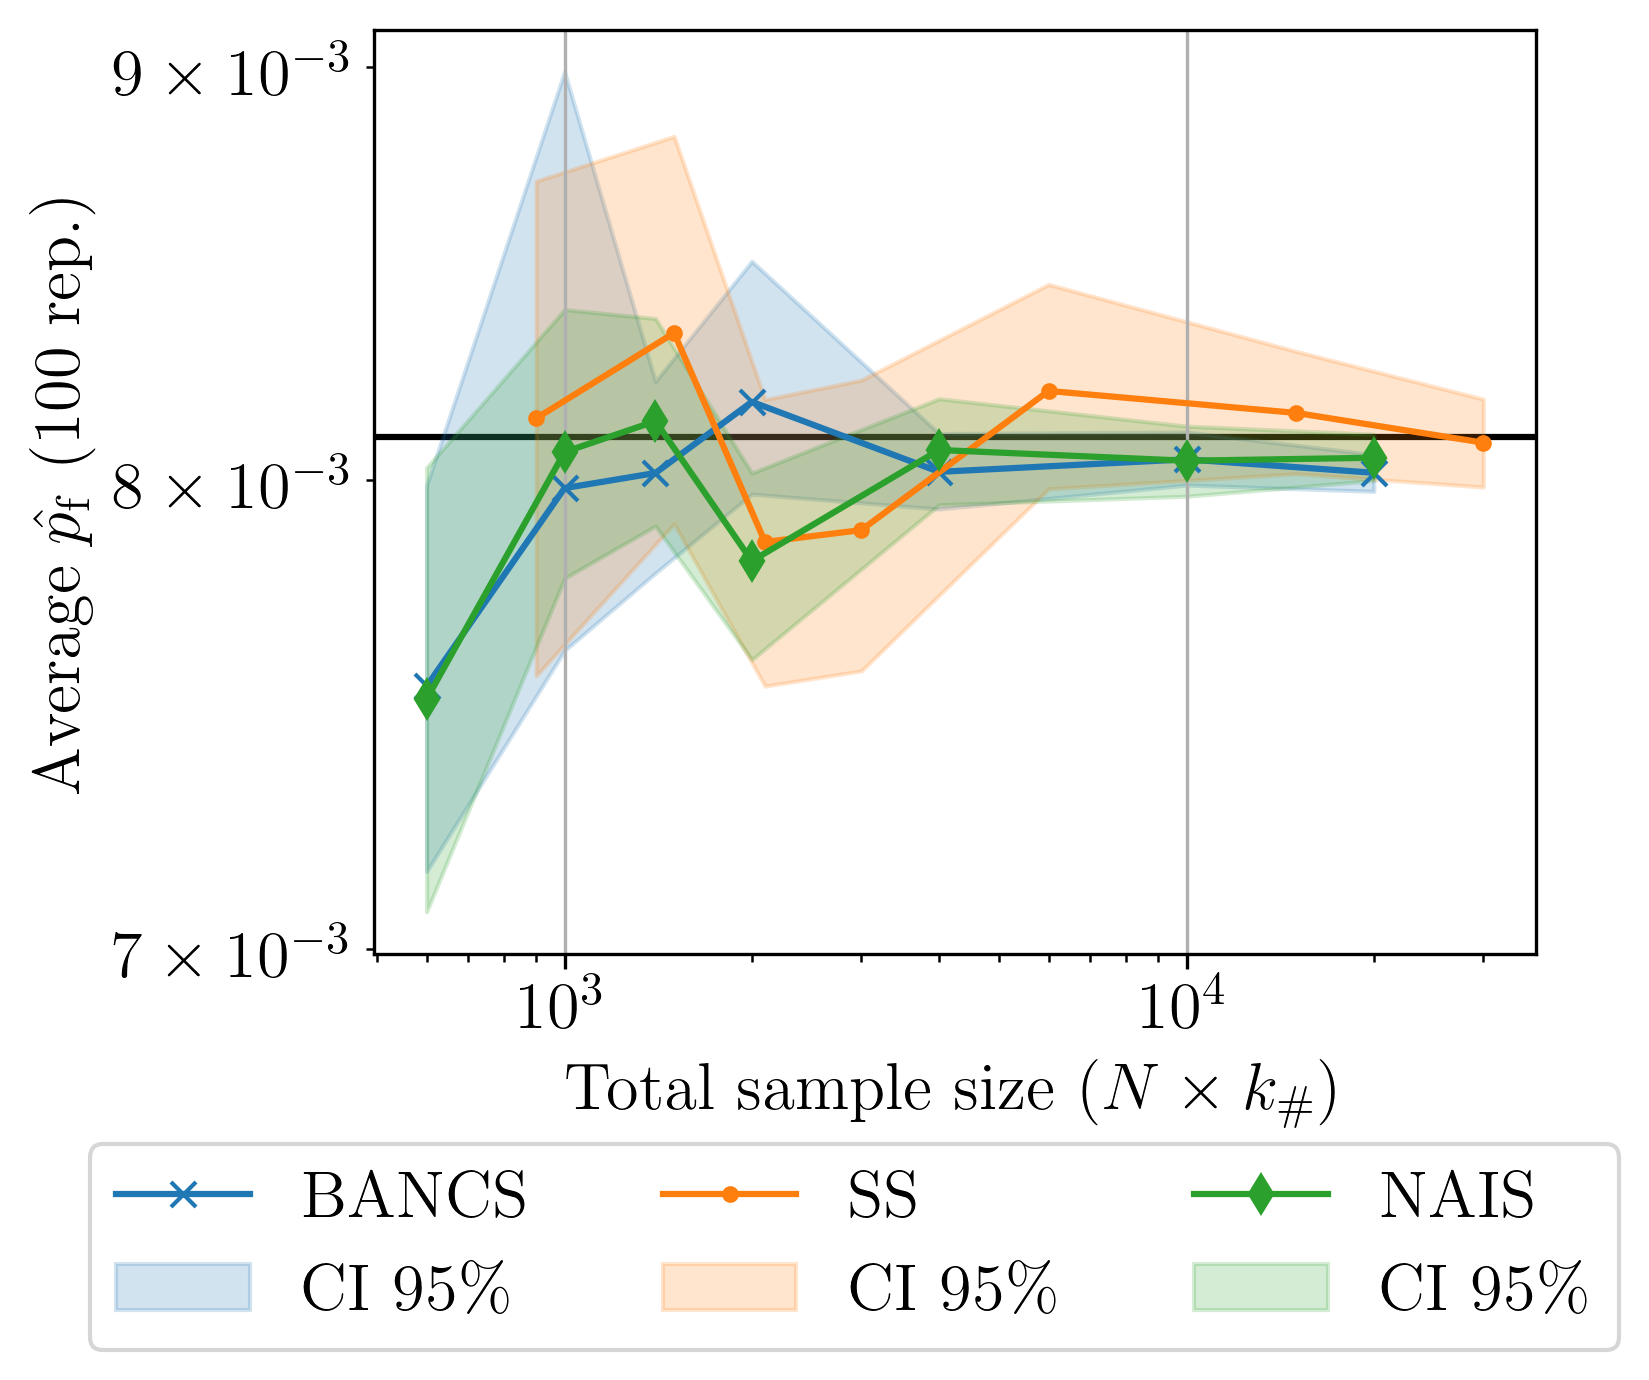 9 × 10⁻³
8 × 10⁻³
7 × 10⁻³
Average p̂_f (100 rep.)
10³ 10⁴
Total sample size (N × k_#)
BANCS SS NAIS
CI 95% CI 95% CI 95%